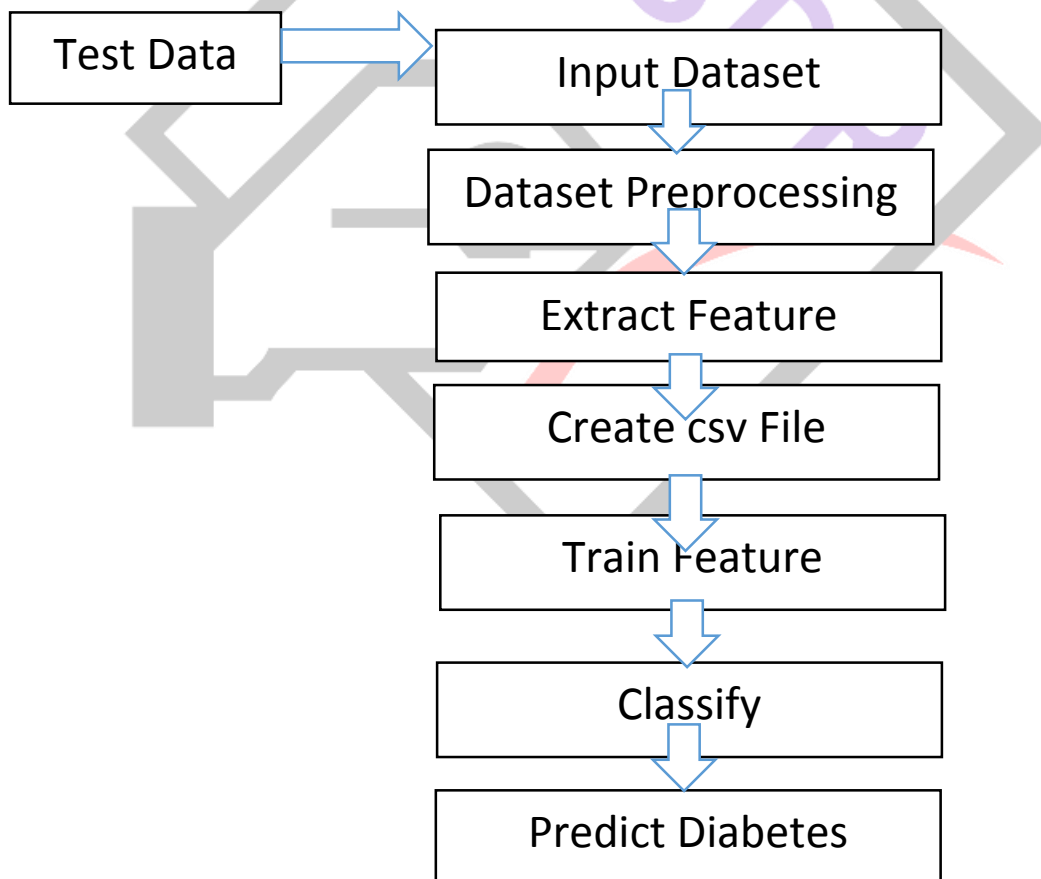 Test Data
Input Dataset
Dataset Preprocessing
Extract Feature
Create csv File
Train Feature
Classify
Predict Diabetes